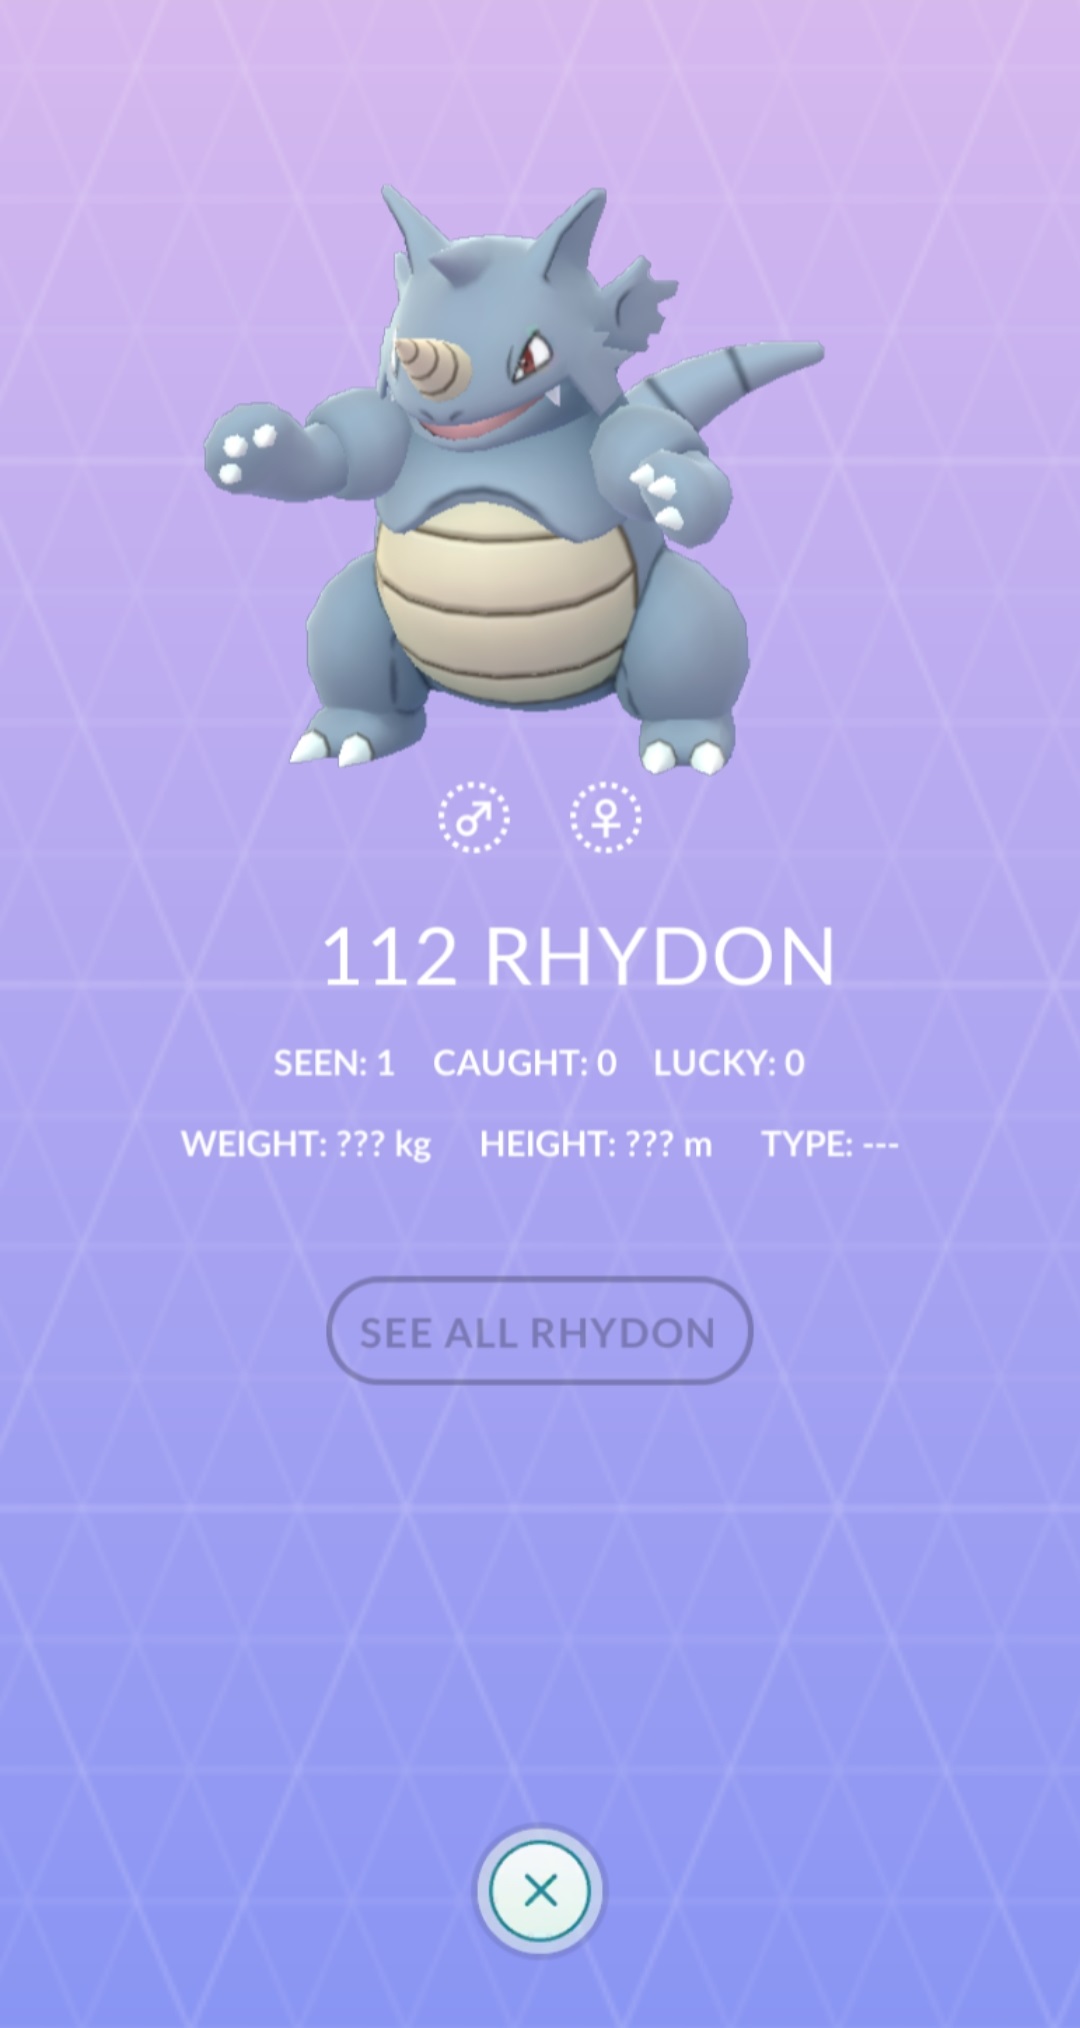 112 RHYDON
SEEN: 1 CAUGHT: 0 LUCKY: 0
WEIGHT: ??? kg HEIGHT: ??? m TYPE: ---
SEE ALL RHYDON